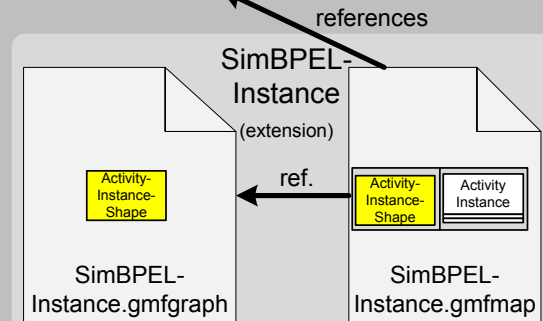 references
SimBPEL-
Instance
(extension)
ref.
Activity-
Instance-
Shape
SimBPEL-
Instance.gmfgraph
Activity-
Instance-
Shape
Activity
Instance
SimBPEL-
Instance.gmfmap